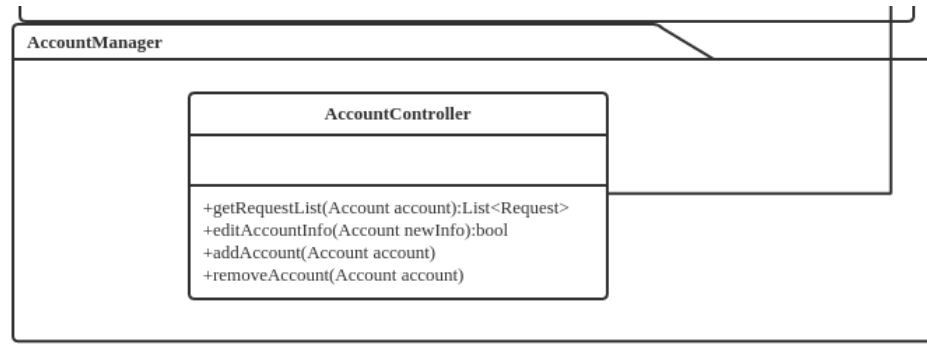 AccountManager
AccountController
+getRequestList(Account account):List<Request>
+editAccountInfo(Account newInfo):bool
+addAccount(Account account)
+removeAccount(Account account)